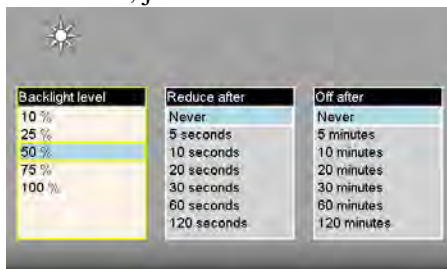 Backlight level
10 %
25 %
50 %
75 %
100 %
Reduce after
Never
5 seconds
10 seconds
20 seconds
30 seconds
60 seconds
120 seconds
Off after
Never
5 minutes
10 minutes
20 minutes
30 minutes
60 minutes
120 minutes